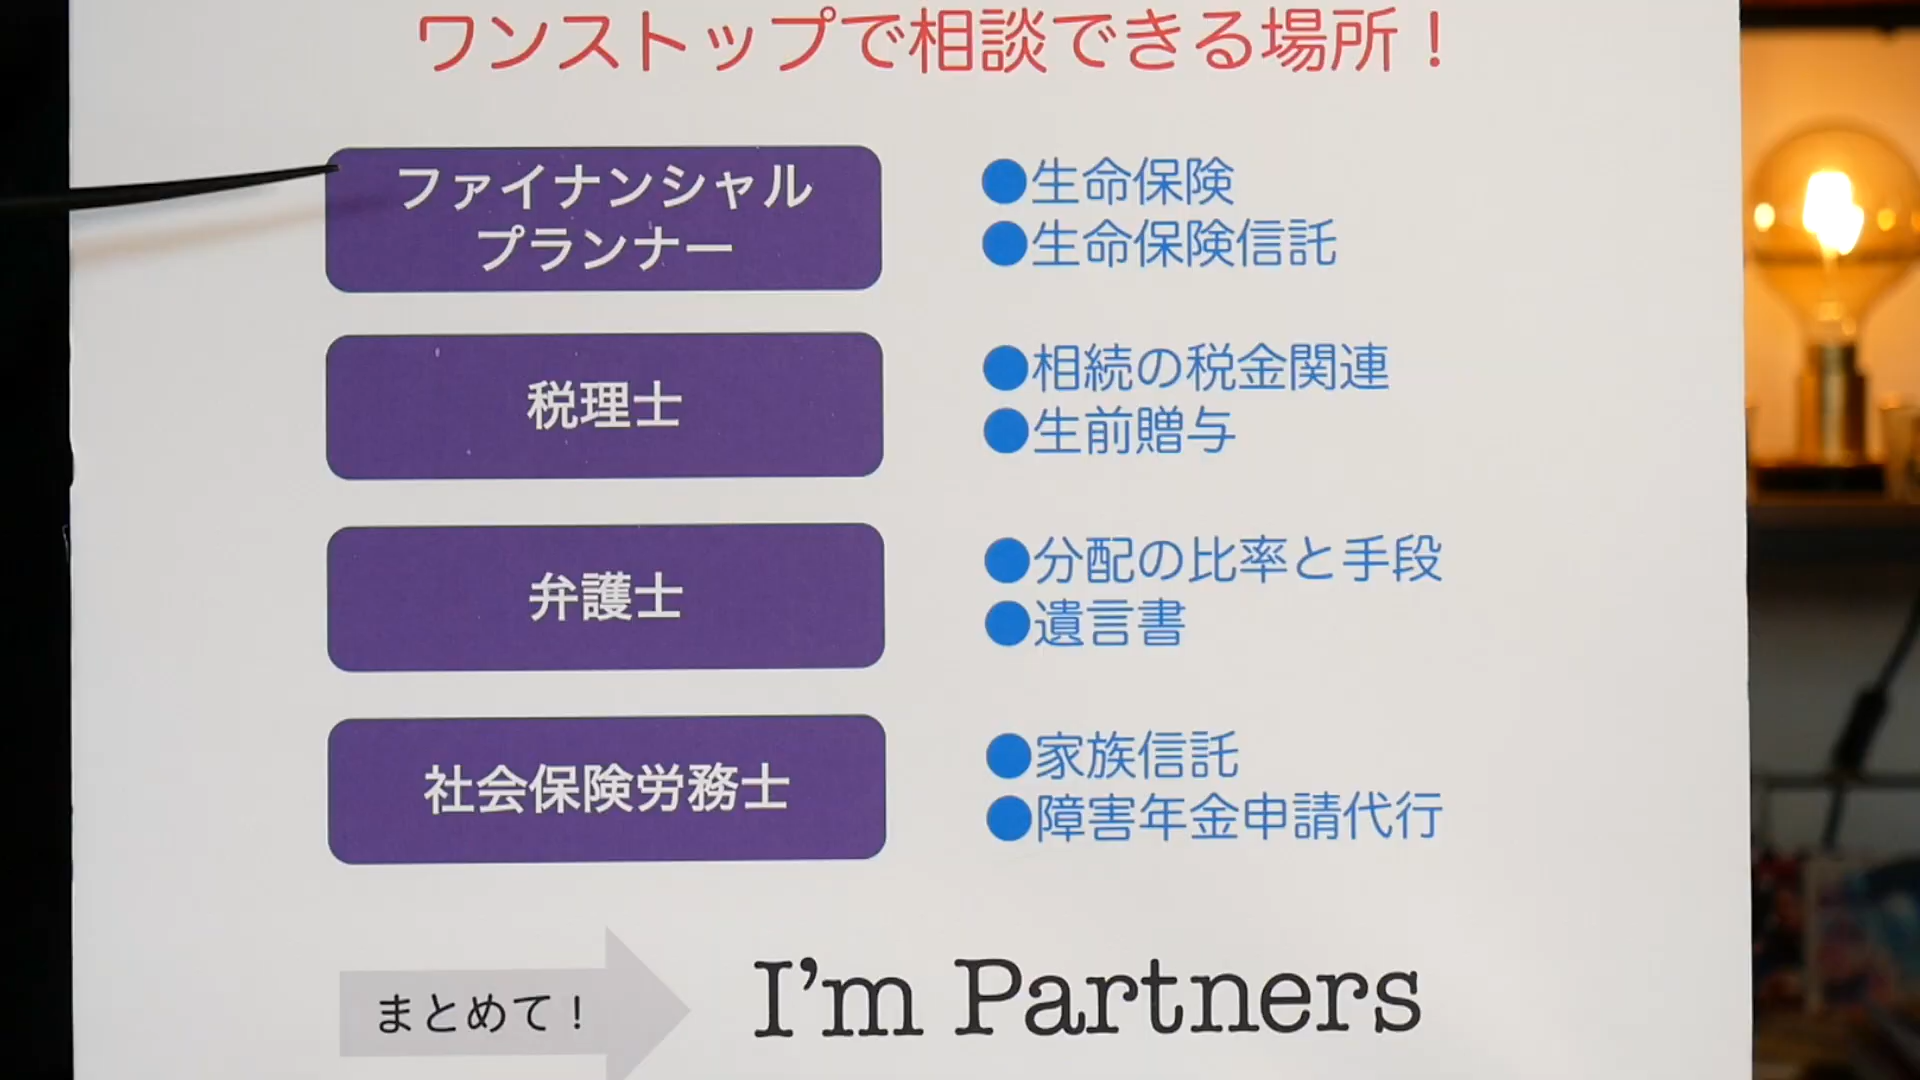 ワンストップで相談できる場所！
ファイナンシャル
プランナー
●生命保険
●生命保険信託
税理士
●相続の税金関連
●生前贈与
弁護士
●分配の比率と手段
●遺言書
社会保険労務士
●家族信託
●障害年金申請代行
まとめて！
I'm Partners